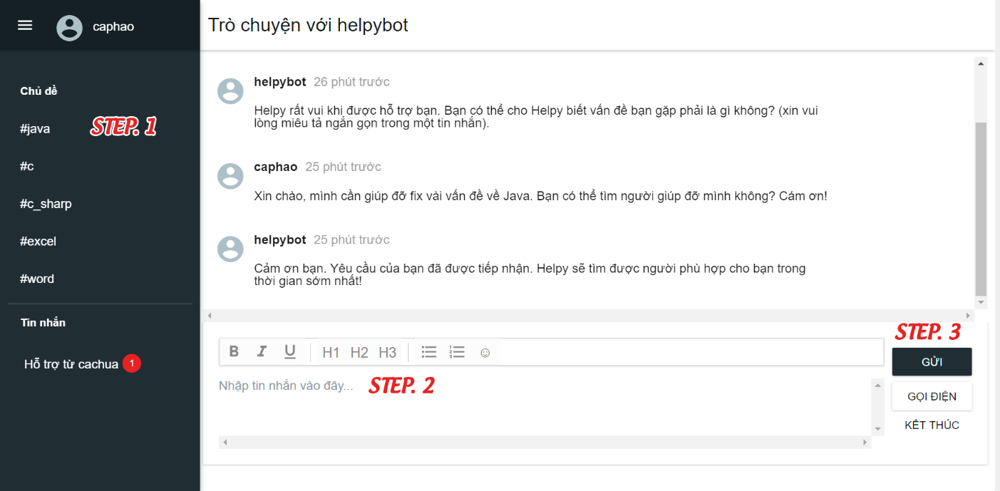 caphao
Trò chuyện với helpybot
Chủ đề
#java
STEP. 1
#c
#c_sharp
#excel
#word
Tin nhắn
Hỗ trợ từ cachua 1
helpybot 26 phút trước
Helpy rất vui khi được hỗ trợ bạn. Bạn có thể cho Helpy biết vấn đề bạn gặp phải là gì không? (xin vui
lòng miêu tả ngắn gọn trong một tin nhắn).
caphao 25 phút trước
Xin chào, mình cần giúp đỡ fix vài vấn đề về Java. Bạn có thể tìm người giúp đỡ mình không? Cám ơn!
helpybot 25 phút trước
Cảm ơn bạn. Yêu cầu của bạn đã được tiếp nhận. Helpy sẽ tìm được người phù hợp cho bạn trong
thời gian sớm nhất!
B I U H1 H2 H3
Nhập tin nhắn vào đây... STEP. 2
STEP. 3
GỬI
GỌI ĐIỆN
KẾT THÚC